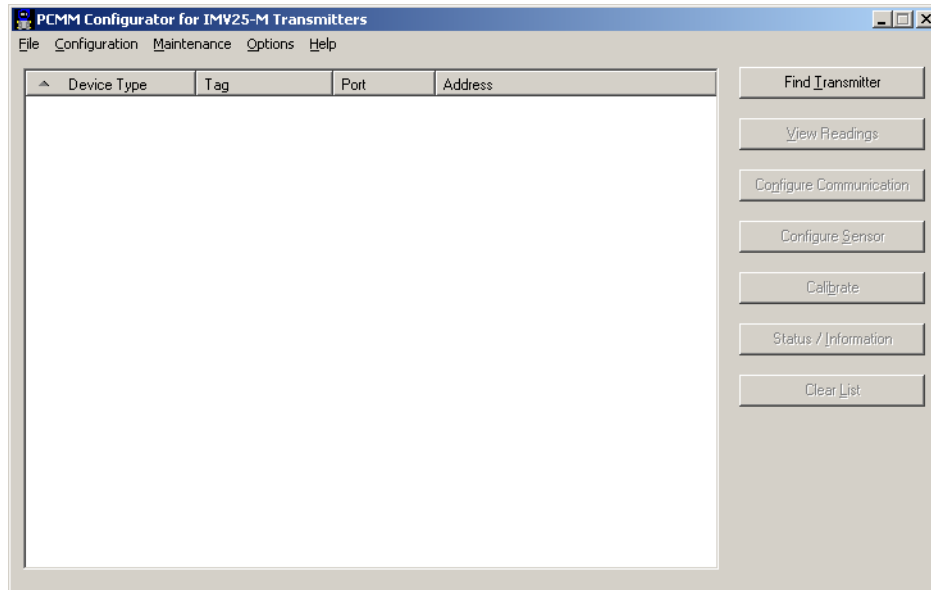 PCMM Configurator for IMV25-M Transmitters
File Configuration Maintenance Options Help
Device Type Tag Port Address
Find Transmitter
View Readings
Configure Communication
Configure Sensor
Calibrate
Status / Information
Clear List